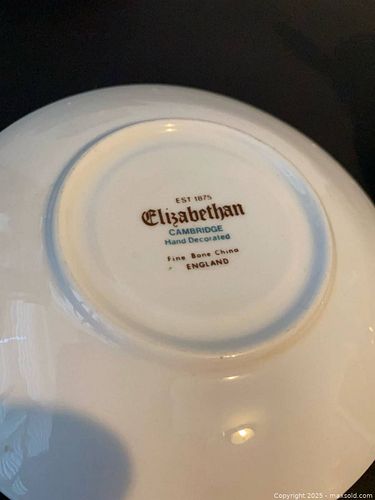 EST 1875
Elizabethan
CAMBRIDGE
Hand Decorated
Fine Bone China
ENGLAND
Copyright 2025 - maxsold.com